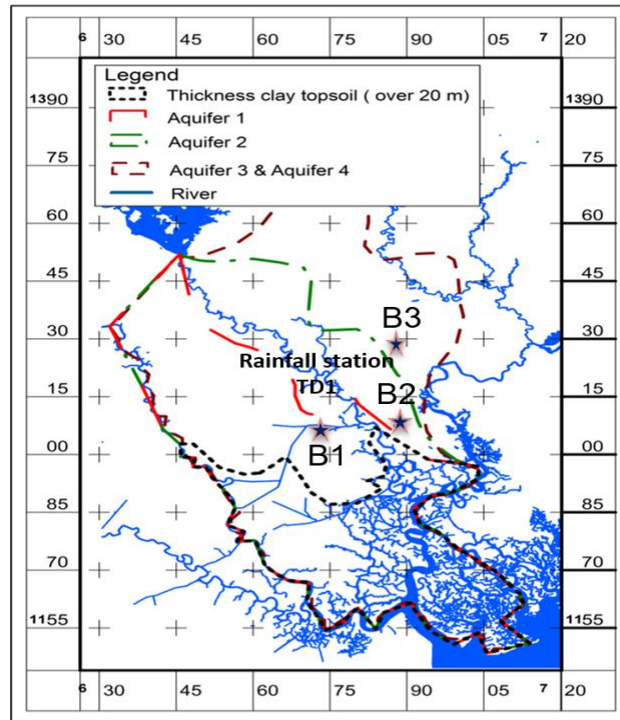 6 30 45 60 75 90 05 7 20
Legend
Thickness clay topsoil ( over 20 m)
Aquifer 1
Aquifer 2
Aquifer 3 & Aquifer 4
River
1390
75
60
45
30
15
00
85
70
1155
1390
75
60
45
30
15
00
85
70
1155
B3
Rainfall station
TD1
B2
B1
6 30 45 60 75 90 05 7 20